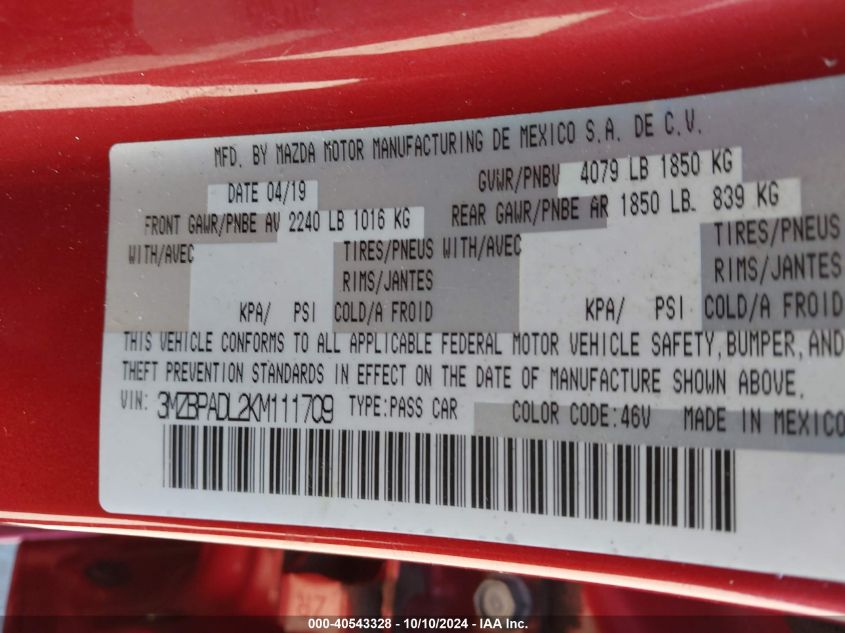 MFD. BY MAZDA MOTOR MANUFACTURING DE MEXICO S.A. DE C.V.
DATE 04/19 GVWR/PNBV 4079 LB 1850 KG
FRONT GAWR/PNBE AV 2240 LB 1016 KG REAR GAWR/PNBE AR 1850 LB. 839 KG
WITH/AVEC TIRES/PNEUS WITH/AVEC TIRES/PNEUS
RIMS/JANTES RIMS/JANTES
KPA/ PSI COLD/A FROID KPA/ PSI COLD/A FROID
THIS VEHICLE CONFORMS TO ALL APPLICABLE FEDERAL MOTOR VEHICLE SAFETY, BUMPER, AND
THEFT PREVENTION STANDARDS IN EFFECT ON THE DATE OF MANUFACTURE SHOWN ABOVE.
VIN: 3MZBPADL2KM111709 TYPE:PASS CAR COLOR CODE:46V MADE IN MEXICO
ZR
000-40543328 - 10/10/2024 - IAA Inc.